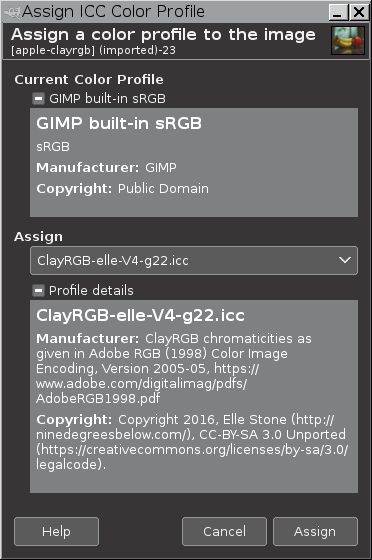 Assign ICC Color Profile
Assign a color profile to the image
[apple-clayrgb] (imported)-23
Current Color Profile
GIMP built-in sRGB
GIMP built-in sRGB
sRGB
Manufacturer: GIMP
Copyright: Public Domain
Assign
ClayRGB-elle-V4-g22.icc
Profile details
ClayRGB-elle-V4-g22.icc
Manufacturer: ClayRGB chromaticities as
given in Adobe RGB (1998) Color Image
Encoding, Version 2005-05, https://
www.adobe.com/digitalimag/pdfs/
AdobeRGB1998.pdf
Copyright: Copyright 2016, Elle Stone (http://
ninedegreesbelow.com/), CC-BY-SA 3.0 Unported
(https://creativecommons.org/licenses/by-sa/3.0/
legalcode).
Help
Cancel
Assign